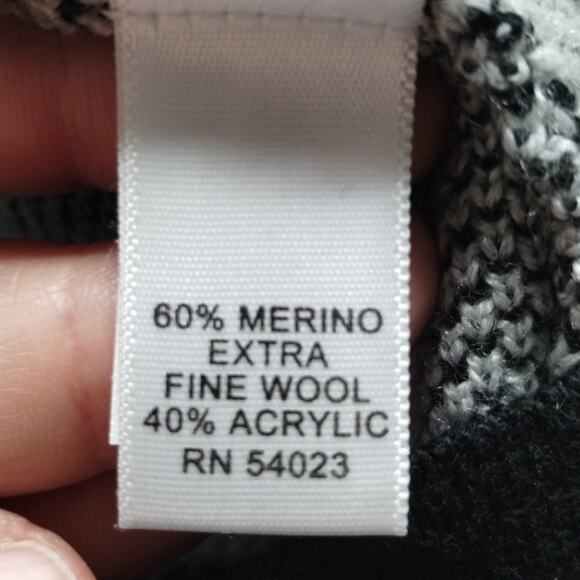 60% MERINO
EXTRA
FINE WOOL
40% ACRYLIC
RN 54023